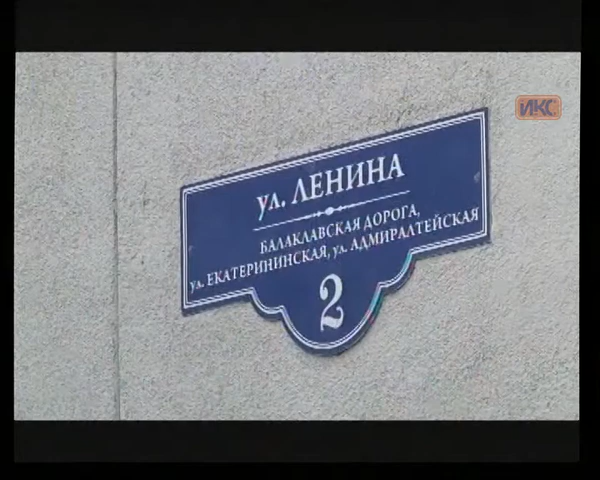 ИКС
ул. ЛЕНИНА
БАЛАКЛАВСКАЯ ДОРОГА,
ул. ЕКАТЕРИНИНСКАЯ, ул. АДМИРАЛТЕЙСКАЯ
2